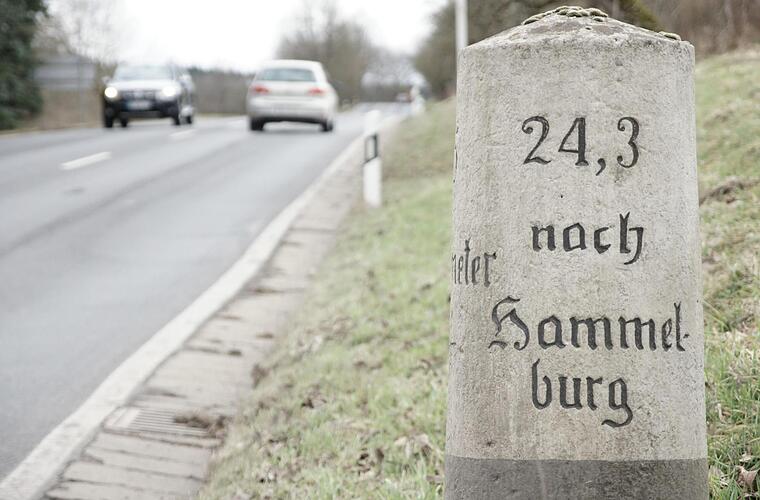 24,3
nach
Hammel-
burg
meter